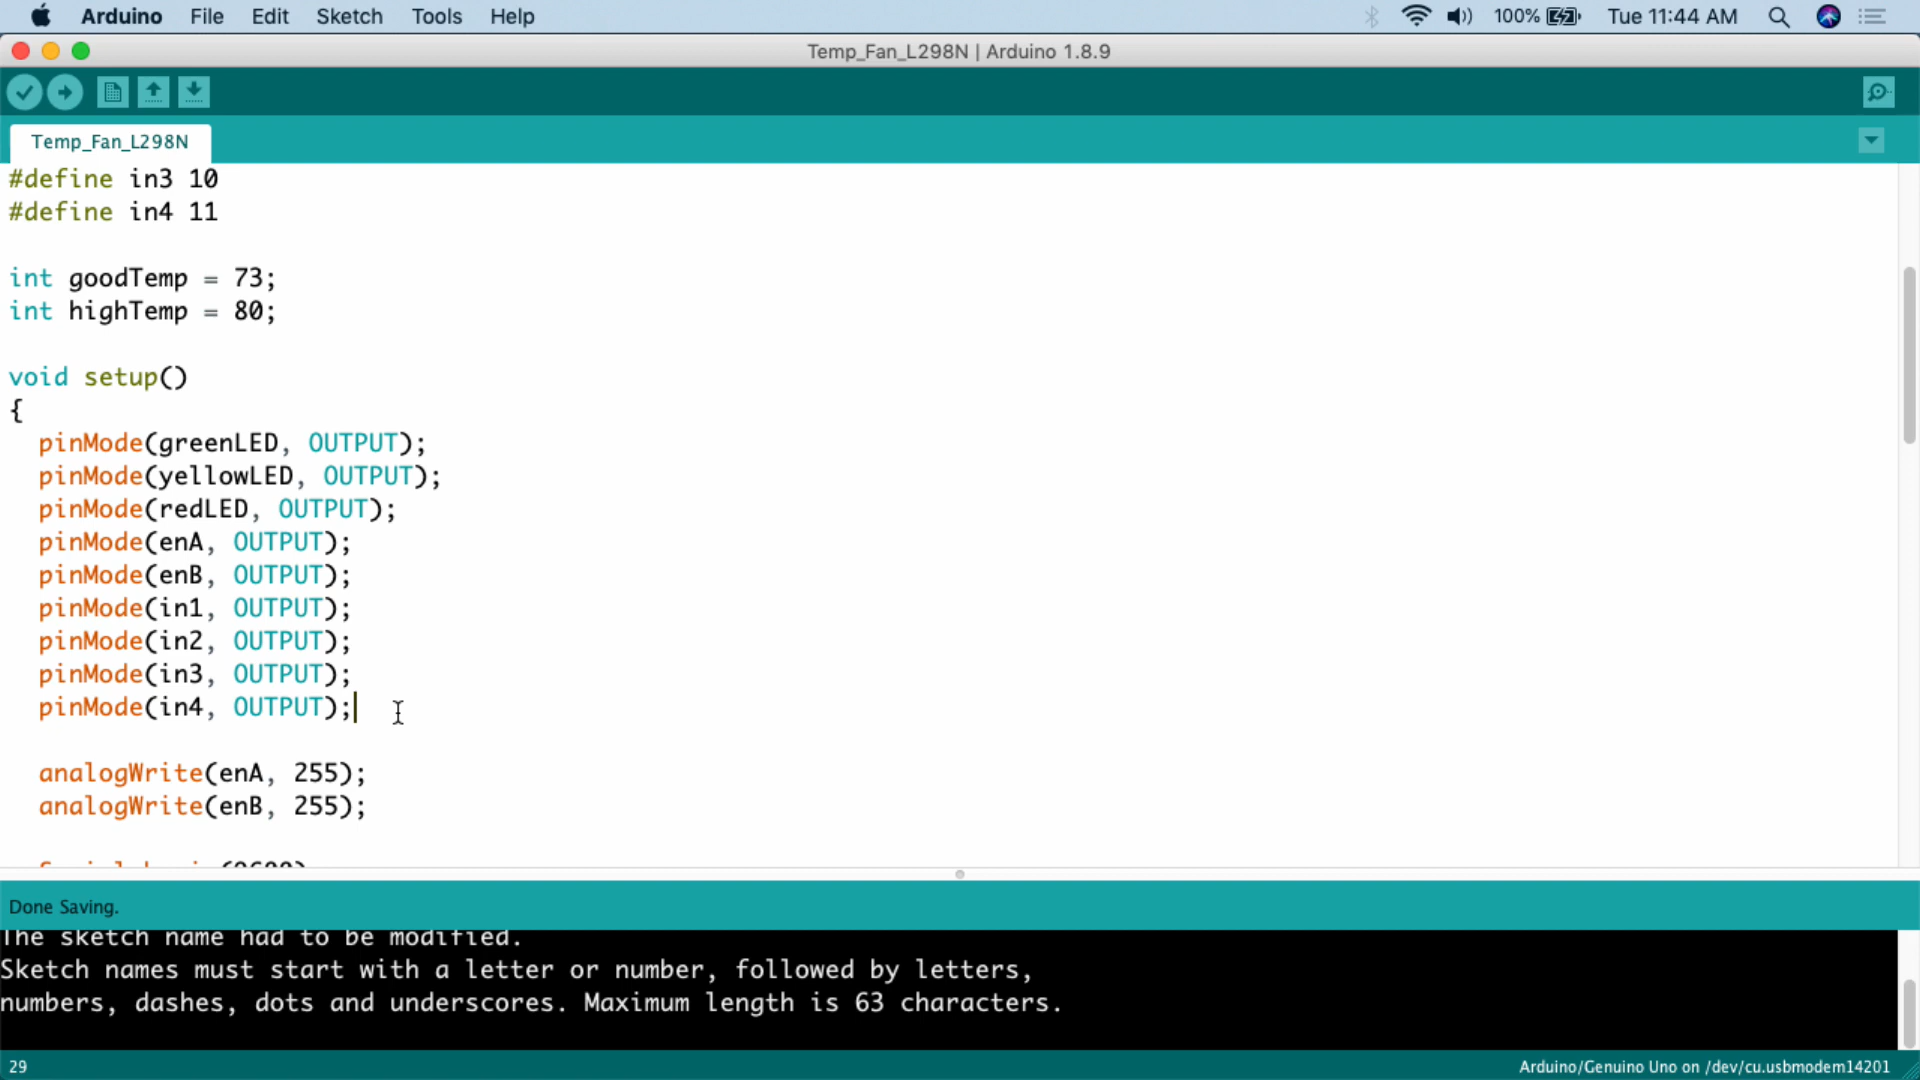 Arduino File Edit Sketch Tools Help 100% Tue 11:44 AM
Temp_Fan_L298N | Arduino 1.8.9
Temp_Fan_L298N
#define in3 10
#define in4 11
int goodTemp = 73;
int highTemp = 80;
void setup()
{
pinMode(greenLED, OUTPUT);
pinMode(yellowLED, OUTPUT);
pinMode(redLED, OUTPUT);
pinMode(enA, OUTPUT);
pinMode(enB, OUTPUT);
pinMode(in1, OUTPUT);
pinMode(in2, OUTPUT);
pinMode(in3, OUTPUT);
pinMode(in4, OUTPUT);
analogWrite(enA, 255);
analogWrite(enB, 255);
Done Saving.
The sketch name had to be modified.
Sketch names must start with a letter or number, followed by letters,
numbers, dashes, dots and underscores. Maximum length is 63 characters.
29 Arduino/Genuino Uno on /dev/cu.usbmodem14201